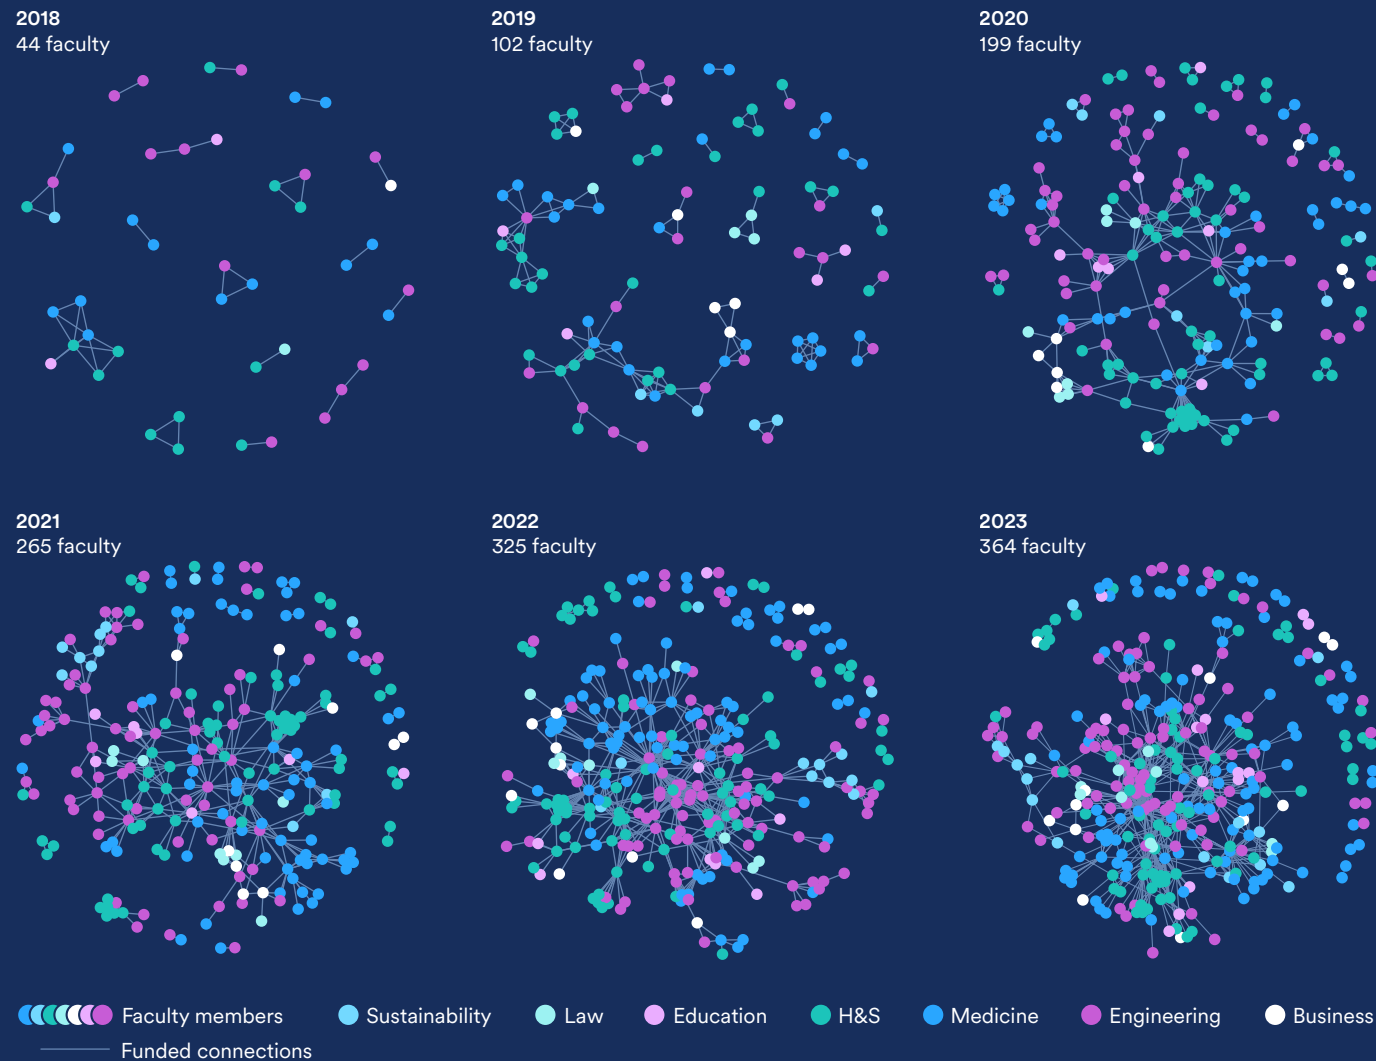 2018
44 faculty
2019
102 faculty
2020
199 faculty
2021
265 faculty
2022
325 faculty
2023
364 faculty
Faculty members
Sustainability
Law
Education
H&S
Medicine
Engineering
Business
Funded connections